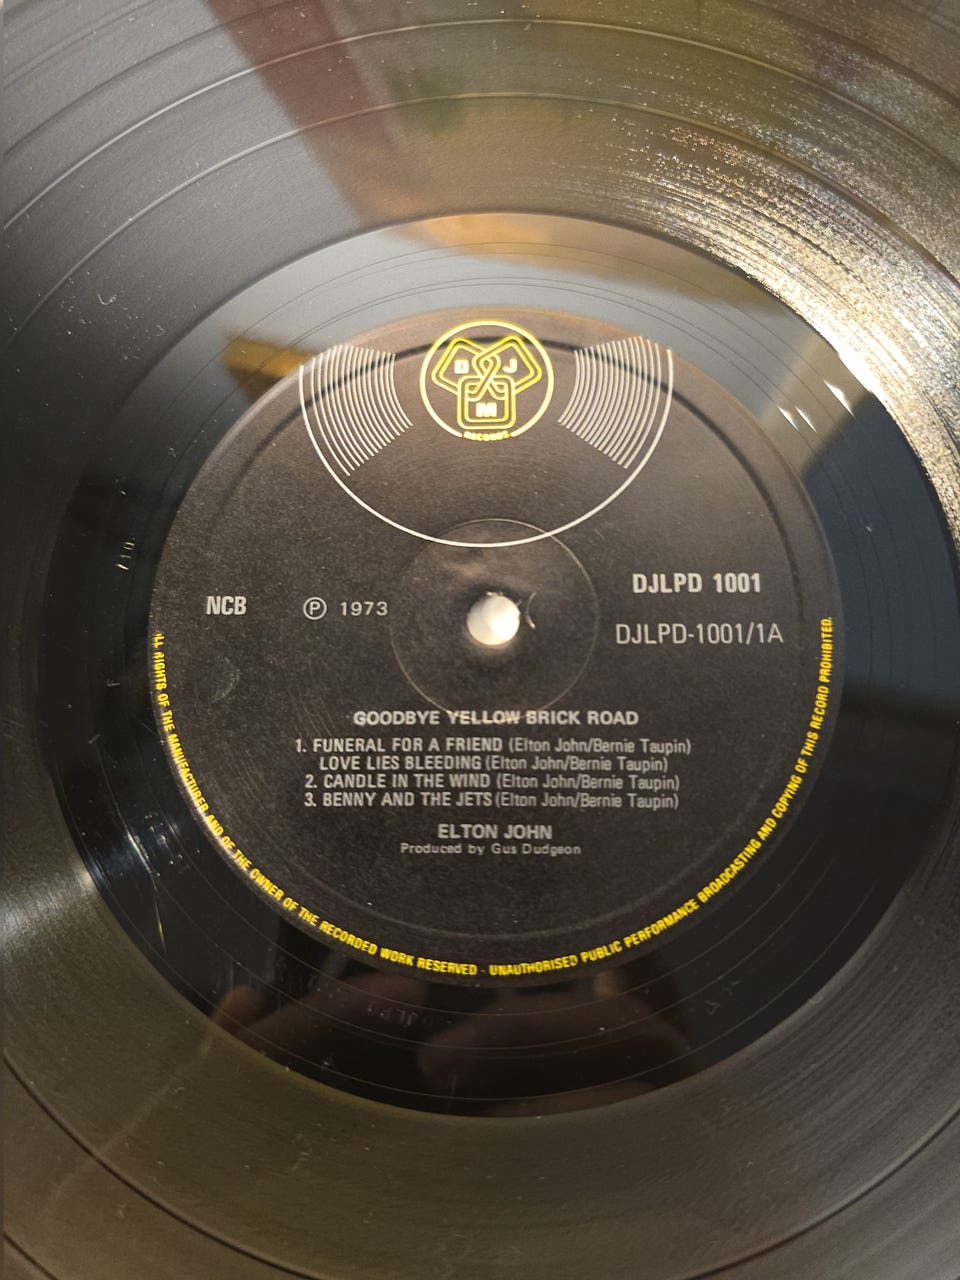 D J
M
RECORDS
DJLPD 1001
NCB ℗ 1973
DJLPD-1001/1A
GOODBYE YELLOW BRICK ROAD
1. FUNERAL FOR A FRIEND (Elton John/Bernie Taupin)
LOVE LIES BLEEDING (Elton John/Bernie Taupin)
2. CANDLE IN THE WIND (Elton John/Bernie Taupin)
3. BENNY AND THE JETS (Elton John/Bernie Taupin)
ELTON JOHN
Produced by Gus Dudgeon
ALL RIGHTS OF THE MANUFACTURER AND OF THE OWNER OF THE RECORDED WORK RESERVED - UNAUTHORISED PUBLIC PERFORMANCE BROADCASTING AND COPYING OF THIS RECORD PROHIBITED.